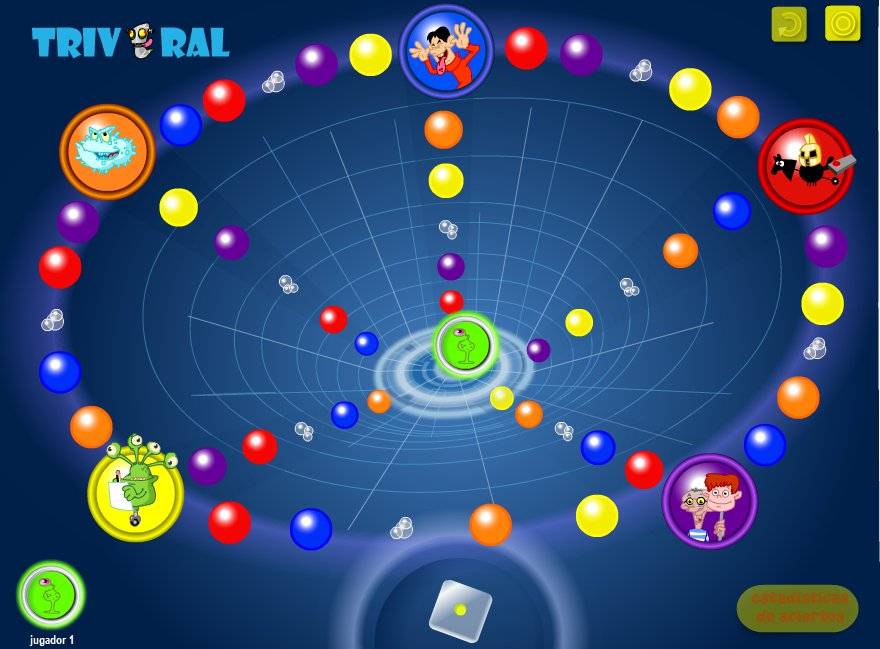 TRIV RAL
jugador 1
estadísticas
de aciertos